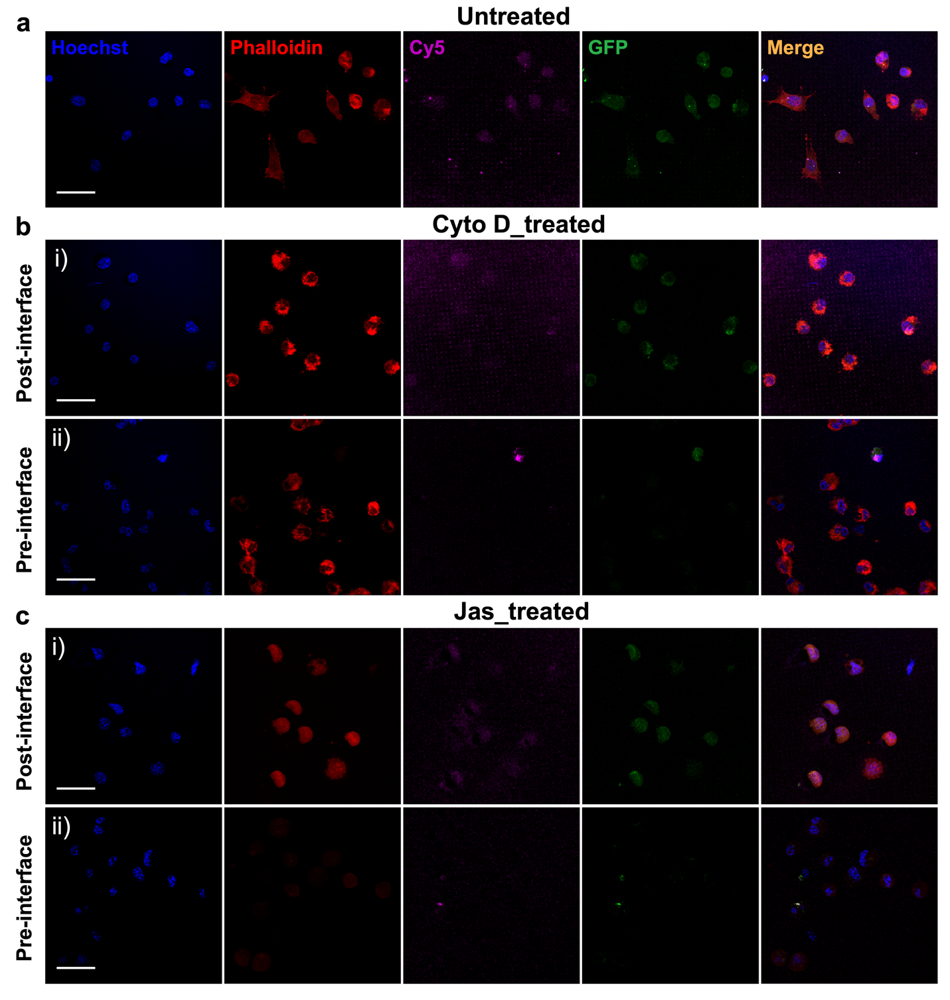 a
Untreated
Hoechst
Phalloidin
Cy5
GFP
Merge
b
Cyto D_treated
Post-interface
i)
Pre-interface
ii)
c
Jas_treated
Post-interface
i)
Pre-interface
ii)